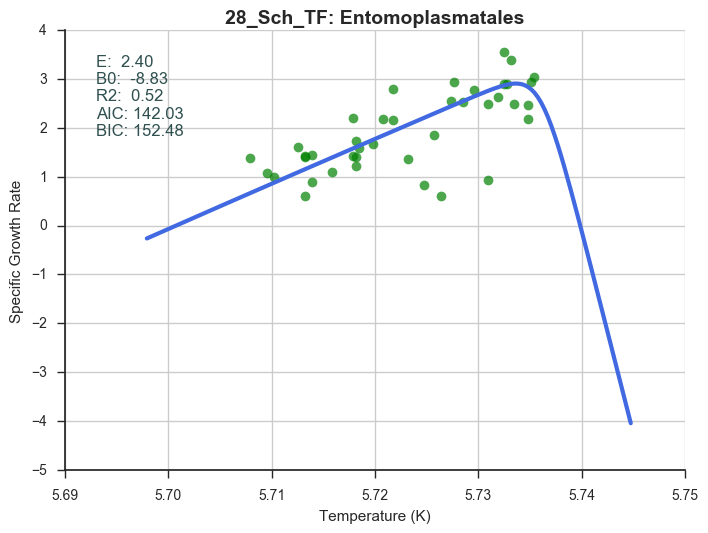 28_Sch_TF: Entomoplasmatales
E:  2.40
B0:  -8.83
R2:  0.52
AIC: 142.03
BIC: 152.48
4
3
2
1
0
−1
−2
−3
−4
−5
Specific Growth Rate
5.69 5.70 5.71 5.72 5.73 5.74 5.75
Temperature (K)